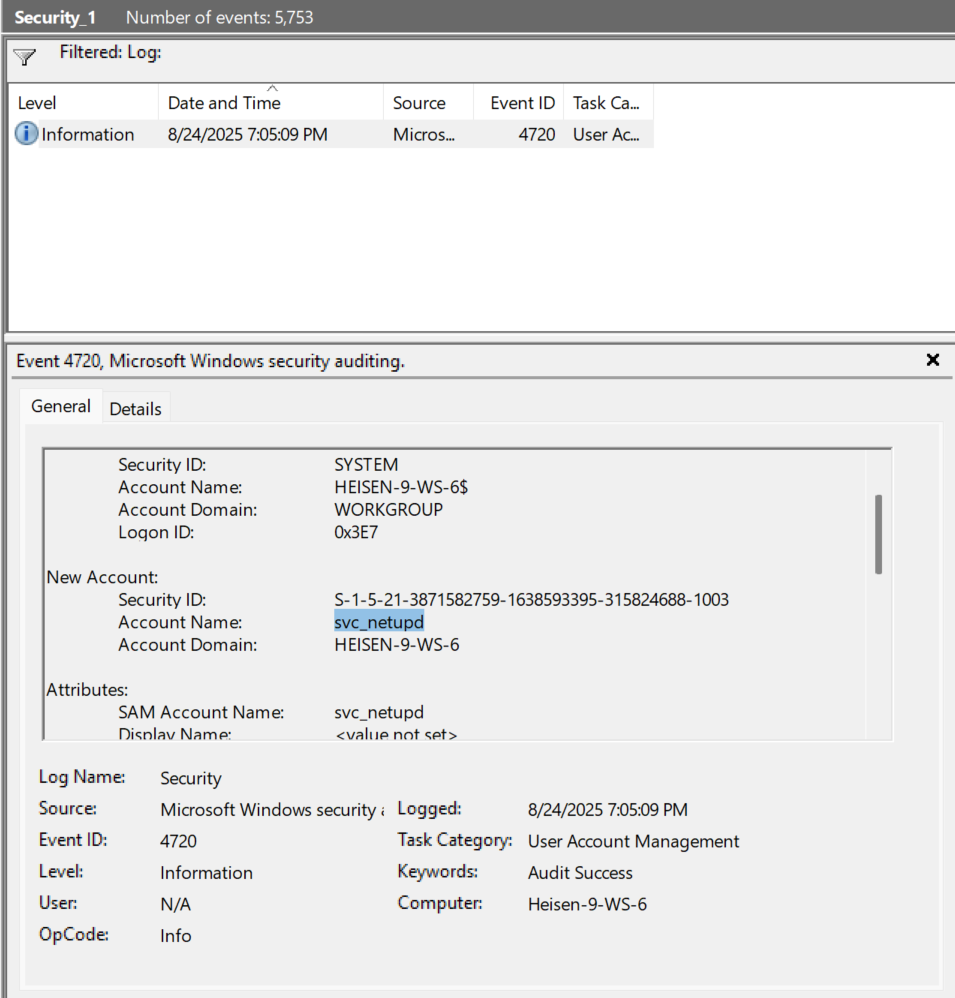 Security_1 Number of events: 5,753
Filtered: Log:
Level Date and Time Source Event ID Task Ca...
Information 8/24/2025 7:05:09 PM Micros... 4720 User Ac...
Event 4720, Microsoft Windows security auditing.
General Details
Security ID: SYSTEM
Account Name: HEISEN-9-WS-6$
Account Domain: WORKGROUP
Logon ID: 0x3E7
New Account:
Security ID: S-1-5-21-3871582759-1638593395-315824688-1003
Account Name: svc_netupd
Account Domain: HEISEN-9-WS-6
Attributes:
SAM Account Name: svc_netupd
Display Name: <value not set>
Log Name: Security
Source: Microsoft Windows security a Logged: 8/24/2025 7:05:09 PM
Event ID: 4720 Task Category: User Account Management
Level: Information Keywords: Audit Success
User: N/A Computer: Heisen-9-WS-6
OpCode: Info